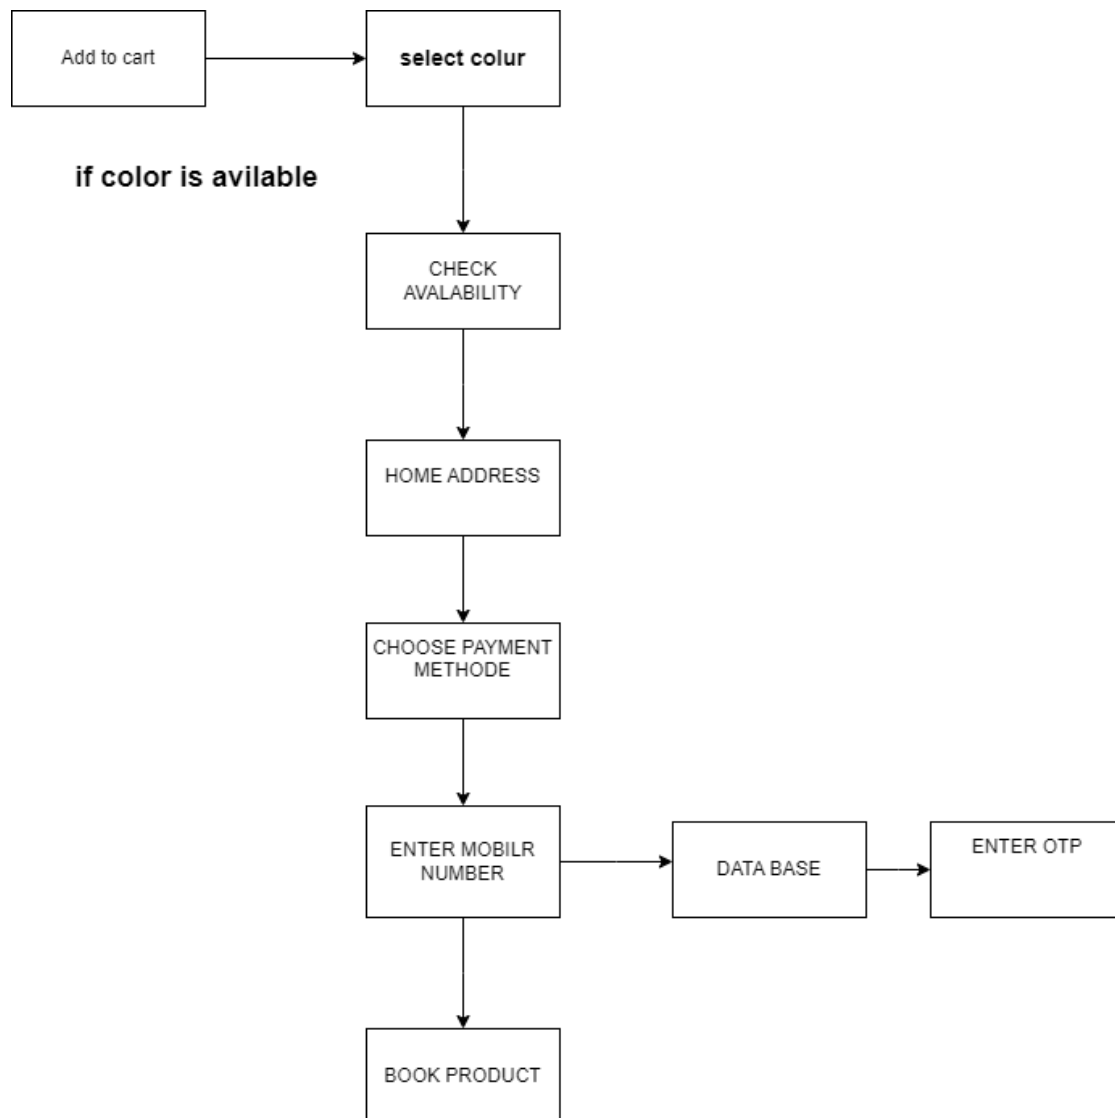 Add to cart
select colur
if color is avilable
CHECK
AVALABILITY
HOME ADDRESS
CHOOSE PAYMENT
METHODE
ENTER MOBILR
NUMBER
DATA BASE
ENTER OTP
BOOK PRODUCT